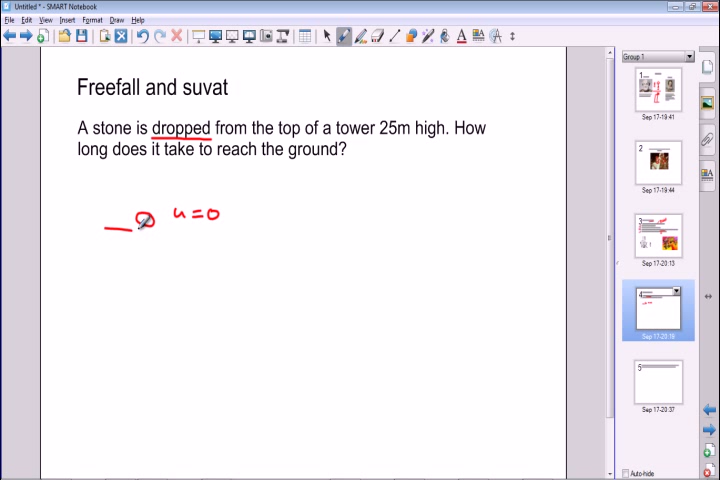 Untitled * - SMART Notebook
File Edit View Insert Format Draw Help
Freefall and suvat
A stone is dropped from the top of a tower 25m high. How
long does it take to reach the ground?
u = 0
Group 1
1
Sep 17-19:41
2
Sep 17-19:44
3
Sep 17-20:13
4
Sep 17-20:19
5
Sep 17-20:37
Auto-hide